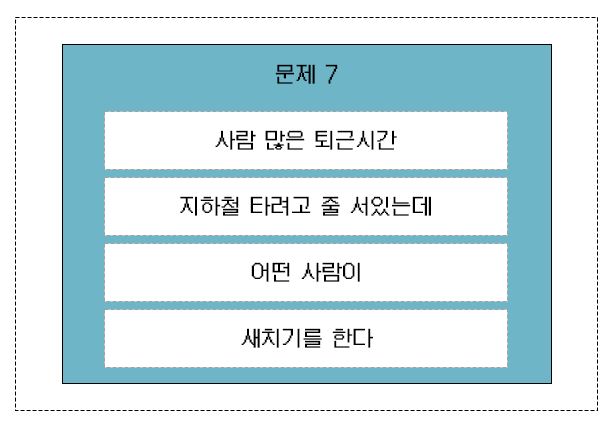 문제 7
사람 많은 퇴근시간
지하철 타려고 줄 서있는데
어떤 사람이
새치기를 한다